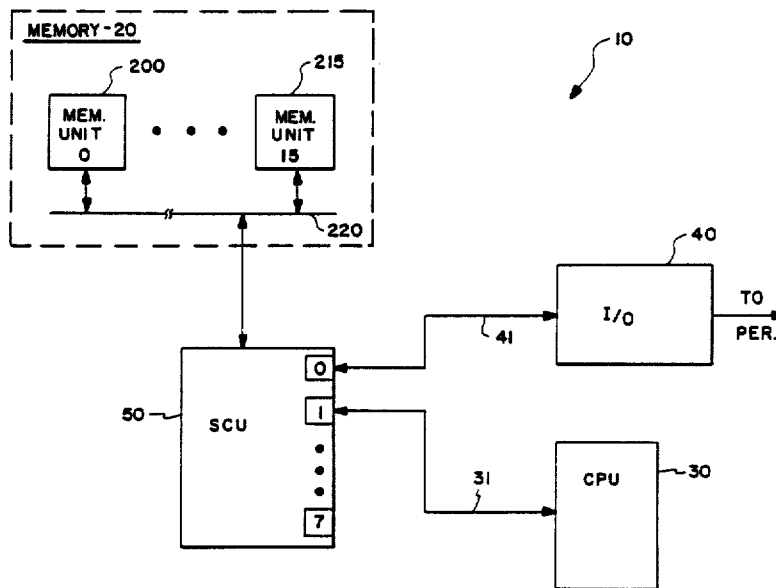 MEMORY-20
10
200
215
MEM.
UNIT
0
MEM.
UNIT
15
220
40
I/O
TO
PER.
41
50
SCU
0
1
7
31
CPU
30